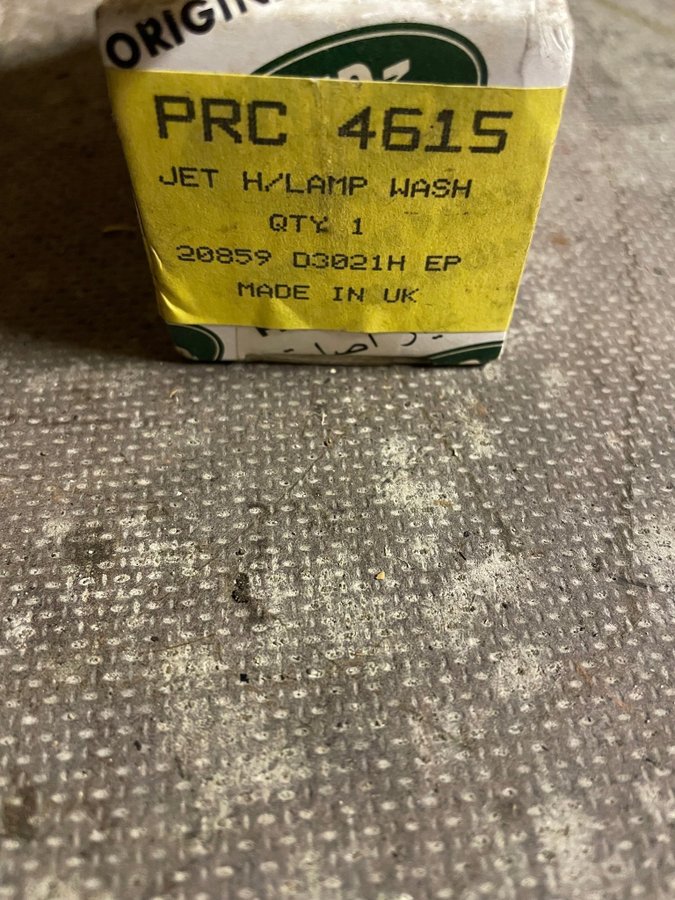 ORIGIN
PRC 4615
JET H/LAMP WASH
QTY 1
20859 D3021H EP
MADE IN UK